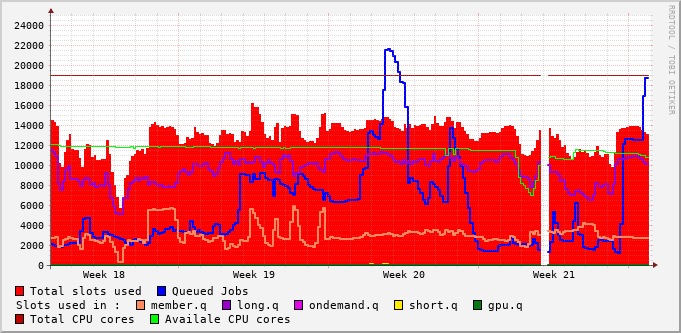 RRDTOOL / TOBI OETIKER
24000
22000
20000
18000
16000
14000
12000
10000
8000
6000
4000
2000
0
Week 18 Week 19 Week 20 Week 21
Total slots used Queued Jobs
Slots used in : member.q long.q ondemand.q short.q gpu.q
Total CPU cores Availale CPU cores